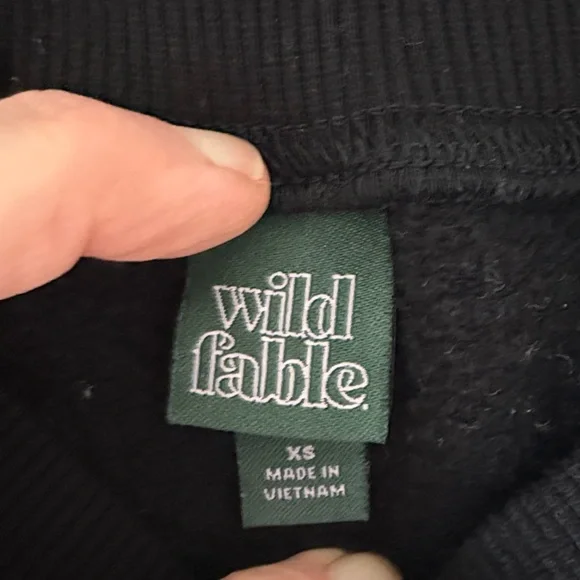 wild
fable.
XS
MADE IN
VIETNAM